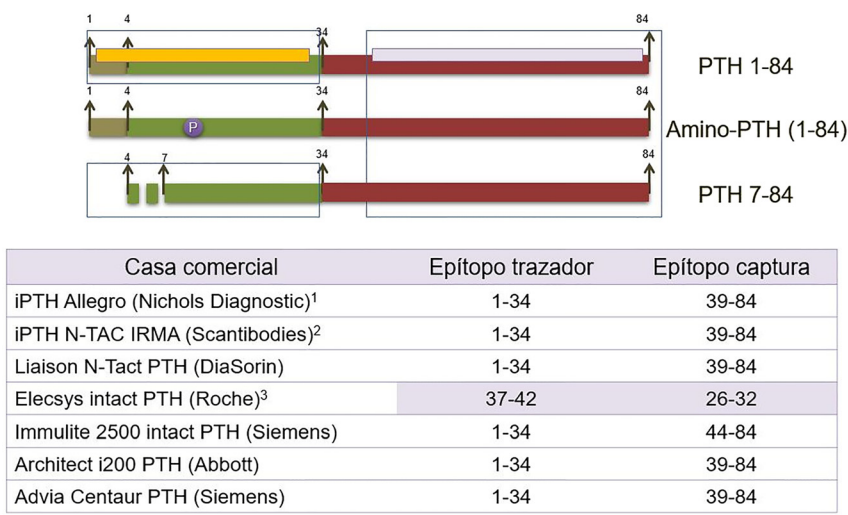 1 4 34 84
PTH 1-84
1 4 34 84
P
Amino-PTH (1-84)
4 7 34 84
PTH 7-84
Casa comercial Epítopo trazador Epítopo captura
iPTH Allegro (Nichols Diagnostic)1 1-34 39-84
iPTH N-TAC IRMA (Scantibodies)2 1-34 39-84
Liaison N-Tact PTH (DiaSorin) 1-34 39-84
Elecsys intact PTH (Roche)3 37-42 26-32
Immulite 2500 intact PTH (Siemens) 1-34 44-84
Architect i200 PTH (Abbott) 1-34 39-84
Advia Centaur PTH (Siemens) 1-34 39-84